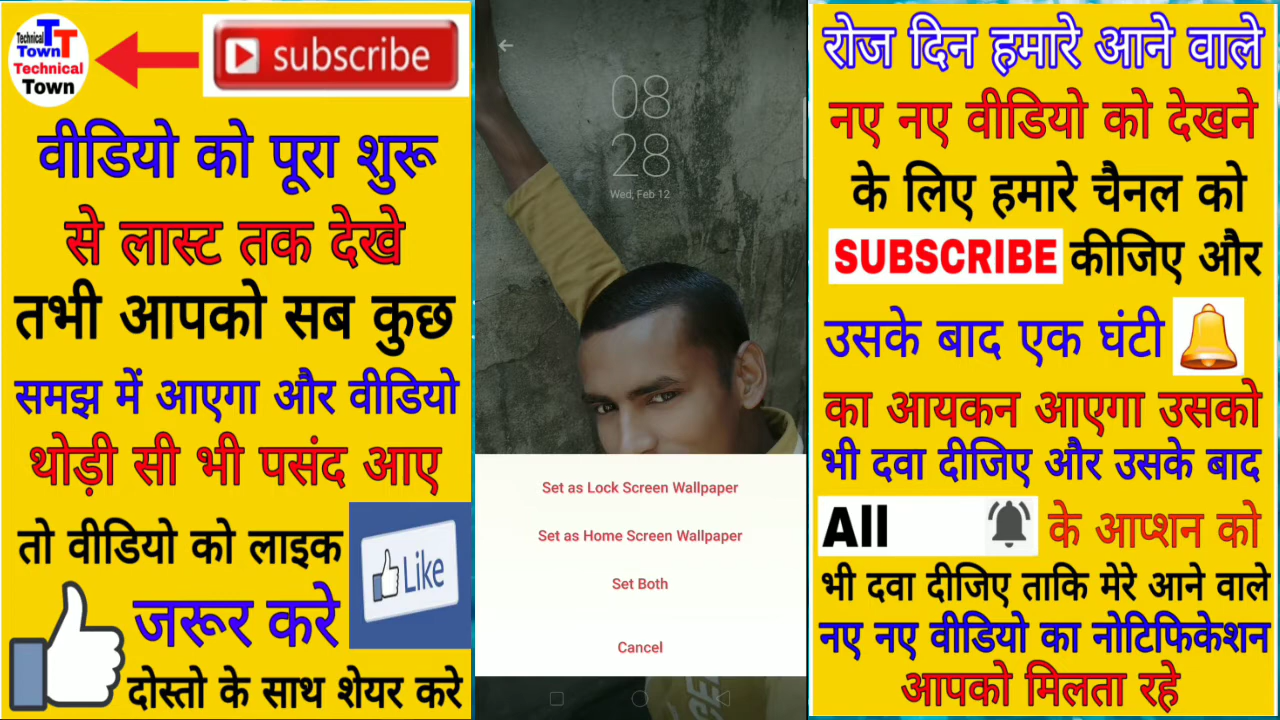 Technical
TT
Town
Technical
Town
subscribe
वीडियो को पूरा शुरू
से लास्ट तक देखे
तभी आपको सब कुछ
समझ में आएगा और वीडियो
थोड़ी सी भी पसंद आए
तो वीडियो को लाइक
Like
जरूर करे
दोस्तो के साथ शेयर करे
08
28
Wed, Feb 12
Set as Lock Screen Wallpaper
Set as Home Screen Wallpaper
Set Both
Cancel
रोज दिन हमारे आने वाले
नए नए वीडियो को देखने
के लिए हमारे चैनल को
SUBSCRIBE कीजिए और
उसके बाद एक घंटी
का आयकन आएगा उसको
भी दवा दीजिए और उसके बाद
All के आप्शन को
भी दवा दीजिए ताकि मेरे आने वाले
नए नए वीडियो का नोटिफिकेशन
आपको मिलता रहे